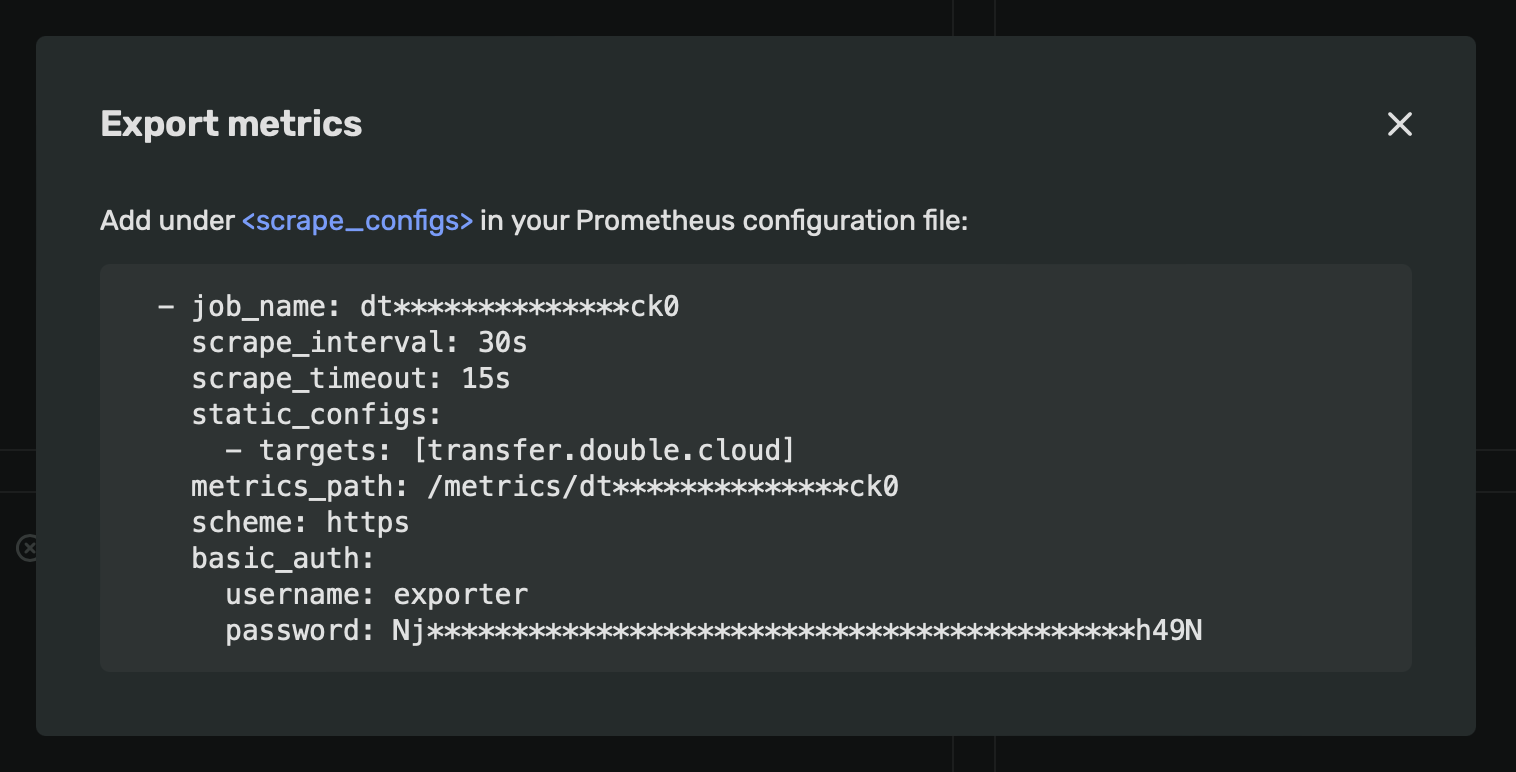 Export metrics
Add under <scrape_configs> in your Prometheus configuration file:
- job_name: dt**************ck0
scrape_interval: 30s
scrape_timeout: 15s
static_configs:
- targets: [transfer.double.cloud]
metrics_path: /metrics/dt**************ck0
scheme: https
basic_auth:
username: exporter
password: Nj******************************************h49N